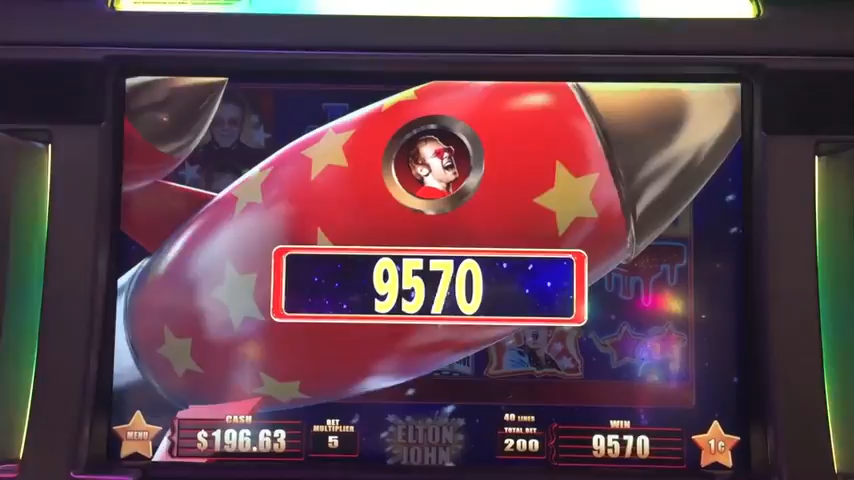 9570
MENU
CASH
$196.63
BET
MULTIPLIER
5
ELTON
JOHN
40 LINES
TOTAL BET
200
WIN
9570
1¢